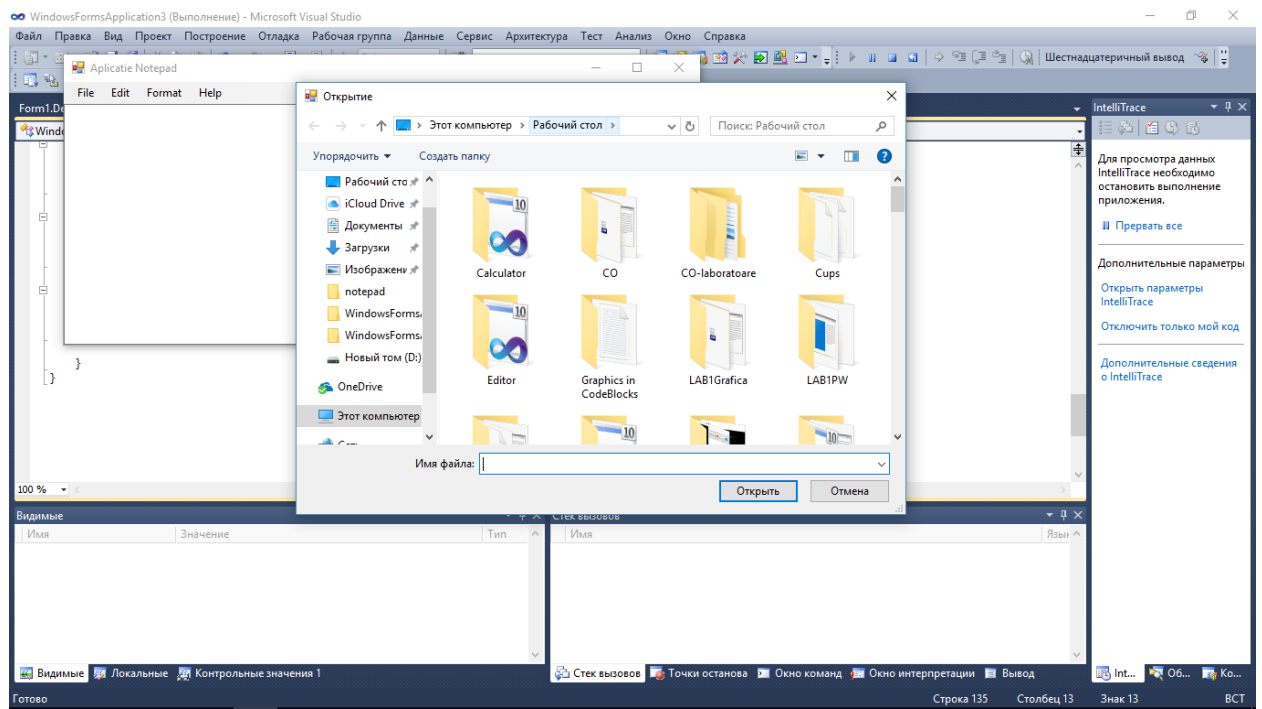 WindowsFormsApplication3 (Выполнение) - Microsoft Visual Studio
Файл Правка Вид Проект Построение Отладка Рабочая группа Данные Сервис Архитектура Тест Анализ Окно Справка
Шестнадцатеричный вывод
Aplicatie Notepad
File Edit Format Help
Form1.De
Windo
Открытие
Этот компьютер › Рабочий стол ›
Поиск: Рабочий стол
Упорядочить
Создать папку
Рабочий сто
iCloud Drive
Документы
Загрузки
Изображени
notepad
WindowsForms
WindowsForms
Новый том (D:)
OneDrive
Этот компьютер
Calculator
CO
CO-laboratoare
Cups
Editor
Graphics in
CodeBlocks
LAB1Grafica
LAB1PW
Имя файла:
Открыть
Отмена
}
}
100 %
IntelliTrace
Для просмотра данных
IntelliTrace необходимо
остановить выполнение
приложения.
Прервать все
Дополнительные параметры
Открыть параметры
IntelliTrace
Отключить только мой код
Дополнительные сведения
о IntelliTrace
Видимые
Имя Значение Тип
Стек вызовов
Имя Язык
Видимые Локальные Контрольные значения 1
Стек вызовов Точки останова Окно команд Окно интерпретации Вывод
Int... Об... Ко...
Готово
Строка 135 Столбец 13 Знак 13 ВСТ